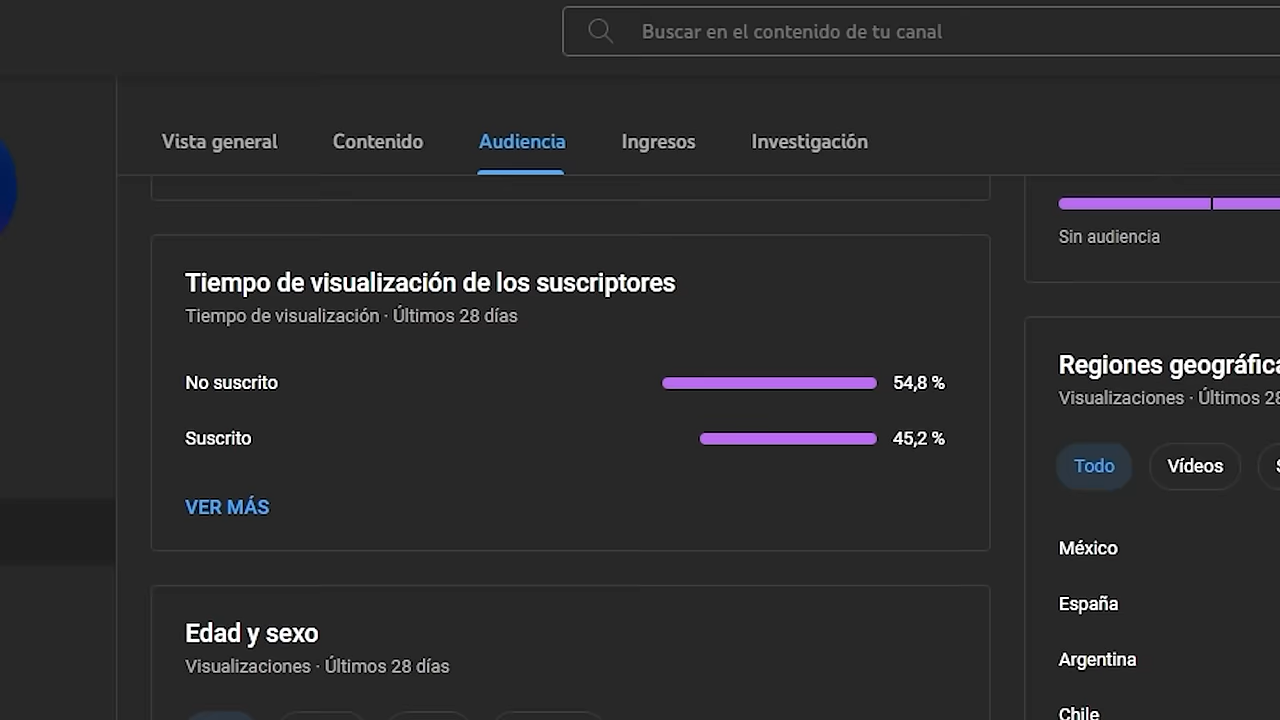 Buscar en el contenido de tu canal
Vista general
Contenido
Audiencia
Ingresos
Investigación
Sin audiencia
Tiempo de visualización de los suscriptores
Tiempo de visualización · Últimos 28 días
No suscrito
54,8 %
Suscrito
45,2 %
VER MÁS
Edad y sexo
Visualizaciones · Últimos 28 días
Regiones
Visualizaciones · Últimos
Todo
Vídeos
México
España
Argentina
Chile